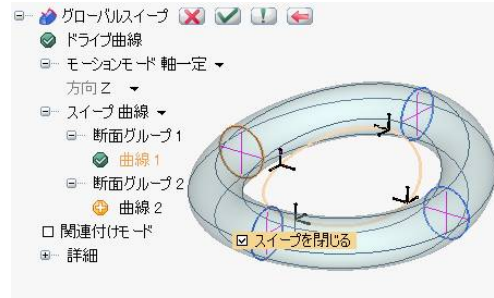 グローバルスイープ
ドライブ曲線
モーションモード 軸一定
方向 Z
スイープ曲線
断面グループ 1
曲線 1
断面グループ 2
曲線 2
関連付けモード
スイープを閉じる
詳細